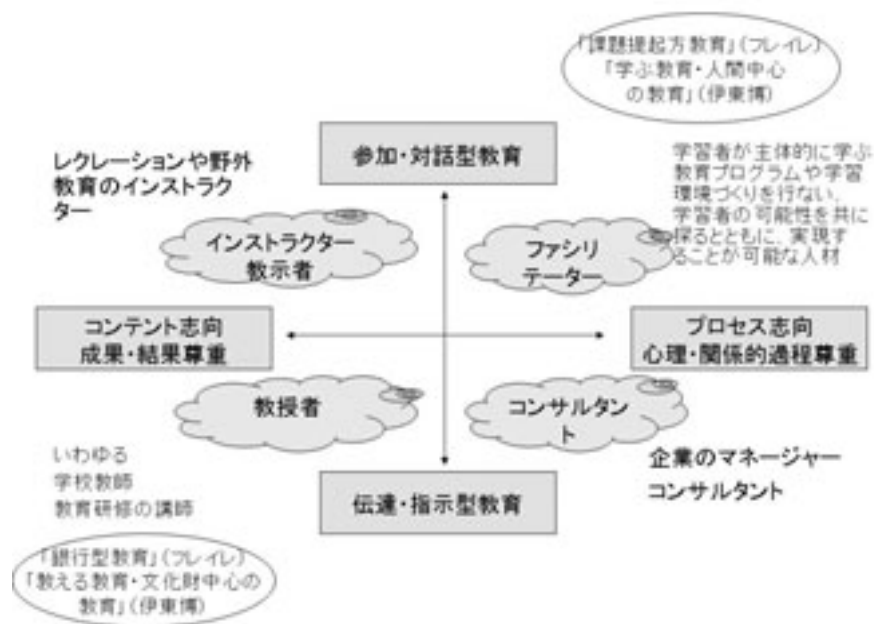 「課題提起方教育」（フレイレ）
「学ぶ教育・人間中心
の教育」（伊東博）
参加・対話型教育
レクレーションや野外
教育のインストラク
ター
学習者が主体的に学ぶ
教育プログラムや学習
環境づくりを行ない、
学習者の可能性を共に
探るとともに、実現す
ることが可能な人材
インストラクター
教示者
ファシリ
テーター
コンテント志向
成果・結果尊重
プロセス志向
心理・関係的過程尊重
教授者
コンサルタン
ト
いわゆる
学校教師
教育研修の講師
企業のマネージャー
コンサルタント
伝達・指示型教育
「銀行型教育」（フレイレ）
「教える教育・文化財中心の
教育」（伊東博）